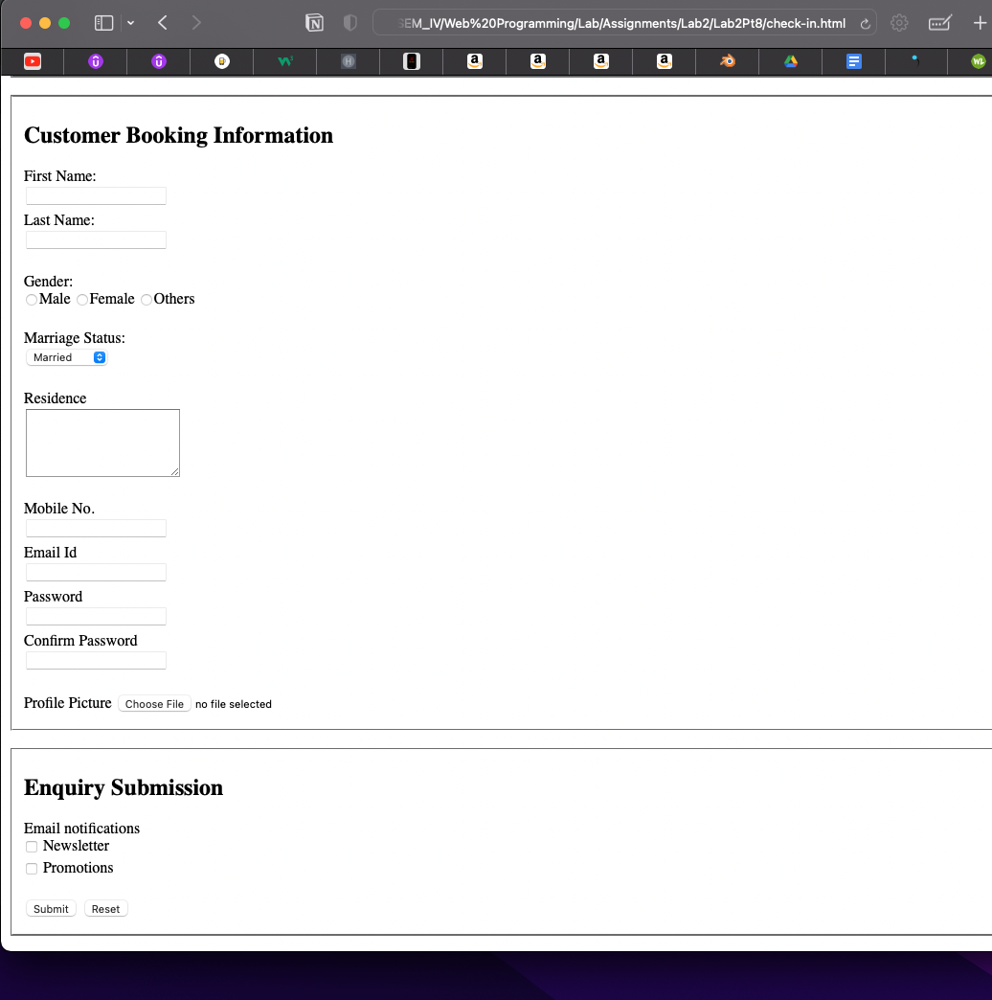 SEM_IV/Web%20Programming/Lab/Assignments/Lab2/Lab2Pt8/check-in.html
Customer Booking Information
First Name:
Last Name:
Gender:
Male Female Others
Marriage Status:
Married
Residence
Mobile No.
Email Id
Password
Confirm Password
Profile Picture Choose File no file selected
Enquiry Submission
Email notifications
Newsletter
Promotions
Submit Reset